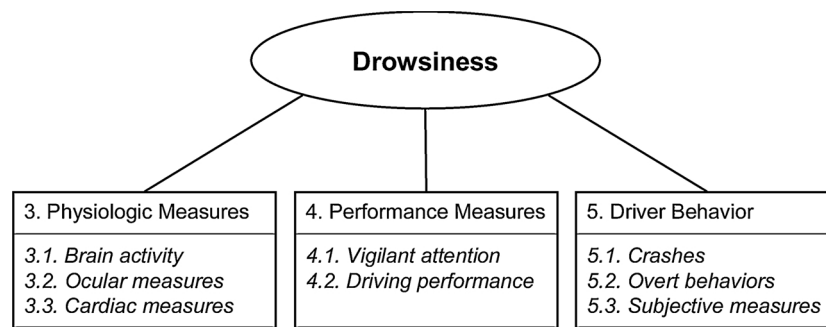 Drowsiness
3. Physiologic Measures
3.1. Brain activity
3.2. Ocular measures
3.3. Cardiac measures
4. Performance Measures
4.1. Vigilant attention
4.2. Driving performance
5. Driver Behavior
5.1. Crashes
5.2. Overt behaviors
5.3. Subjective measures